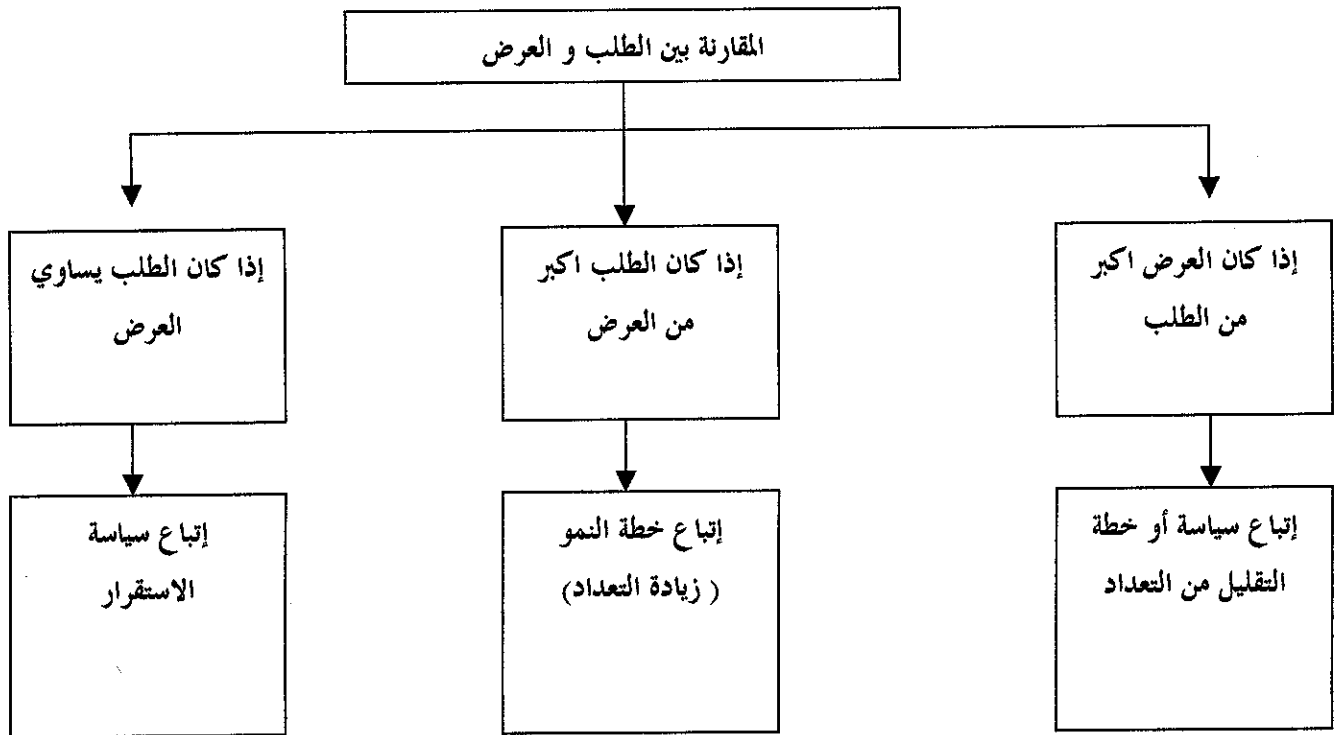 المقارنة بين الطلب و العرض
إذا كان العرض اكبر
من الطلب
إذا كان الطلب اكبر
من العرض
إذا كان الطلب يساوي
العرض
إتباع سياسة أو خطة
التقليل من التعداد
إتباع خطة النمو
( زيادة التعداد)
إتباع سياسة
الاستقرار